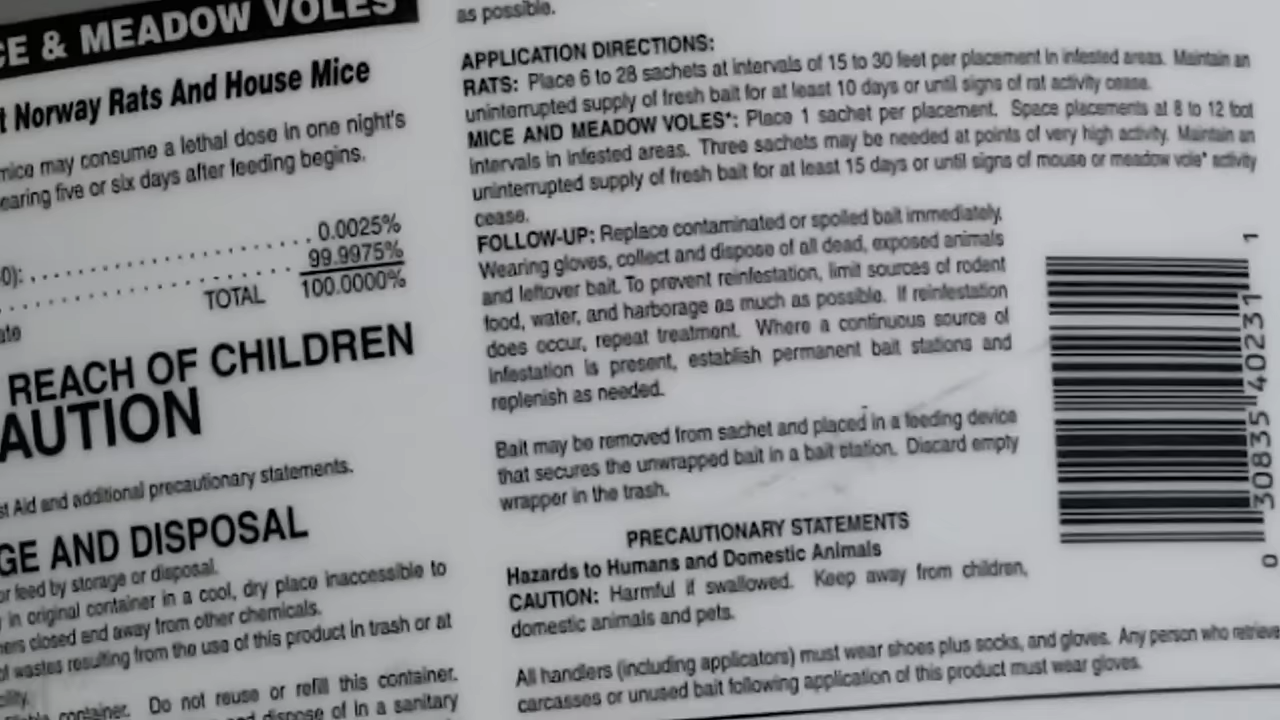 CE & MEADOW VOLES
t Norway Rats And House Mice
mice may consume a lethal dose in one night's
earing five or six days after feeding begins.
0): 0.0025%
99.9975%
TOTAL 100.0000%
REACH OF CHILDREN
AUTION
st Aid and additional precautionary statements.
GE AND DISPOSAL
or feed by storage or disposal.
y in original container in a cool, dry place inaccessible to
ners closed and away from other chemicals.
of wastes resulting from the use of this product in trash or at
container. Do not reuse or refill this container.
dispose of in a sanitary
as possible.
APPLICATION DIRECTIONS:
RATS: Place 6 to 28 sachets at intervals of 15 to 30 feet per placement in infested areas. Maintain an
uninterrupted supply of fresh bait for at least 10 days or until signs of rat activity cease.
MICE AND MEADOW VOLES*: Place 1 sachet per placement. Space placements at 8 to 12 foot
intervals in infested areas. Three sachets may be needed at points of very high activity. Maintain an
uninterrupted supply of fresh bait for at least 15 days or until signs of mouse or meadow vole* activity
cease.
FOLLOW-UP: Replace contaminated or spoiled bait immediately.
Wearing gloves, collect and dispose of all dead, exposed animals
and leftover bait. To prevent reinfestation, limit sources of rodent
food, water, and harborage as much as possible. If reinfestation
does occur, repeat treatment. Where a continuous source of
infestation is present, establish permanent bait stations and
replenish as needed.
Bait may be removed from sachet and placed in a feeding device
that secures the unwrapped bait in a bait station. Discard empty
wrapper in the trash.
PRECAUTIONARY STATEMENTS
Hazards to Humans and Domestic Animals
CAUTION: Harmful if swallowed. Keep away from children,
domestic animals and pets.
All handlers (including applicators) must wear shoes plus socks, and gloves. Any person who retrieve
carcasses or unused bait following application of this product must wear gloves.
0 30835 40231 1